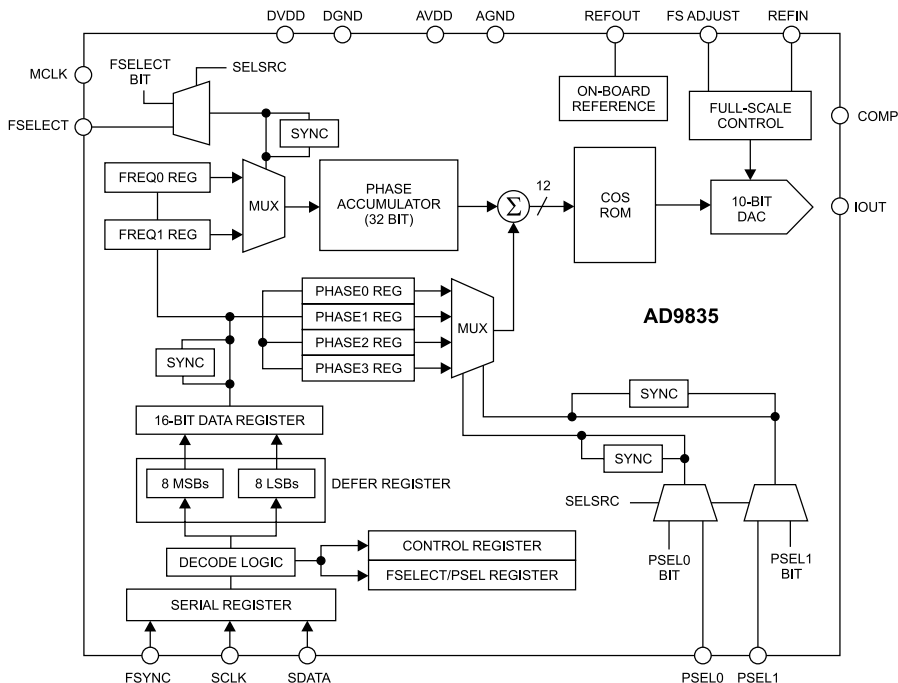 DVDD
DGND
AVDD
AGND
REFOUT
FS ADJUST
REFIN
MCLK
FSELECT
BIT
SELSRC
FSELECT
SYNC
ON-BOARD
REFERENCE
FULL-SCALE
CONTROL
COMP
FREQ0 REG
FREQ1 REG
MUX
PHASE
ACCUMULATOR
(32 BIT)
Σ
12
COS
ROM
10-BIT
DAC
IOUT
PHASE0 REG
PHASE1 REG
PHASE2 REG
PHASE3 REG
MUX
AD9835
SYNC
SYNC
16-BIT DATA REGISTER
SYNC
8 MSBs
8 LSBs
DEFER REGISTER
SELSRC
DECODE LOGIC
CONTROL REGISTER
FSELECT/PSEL REGISTER
PSEL0
BIT
PSEL1
BIT
SERIAL REGISTER
FSYNC
SCLK
SDATA
PSEL0
PSEL1